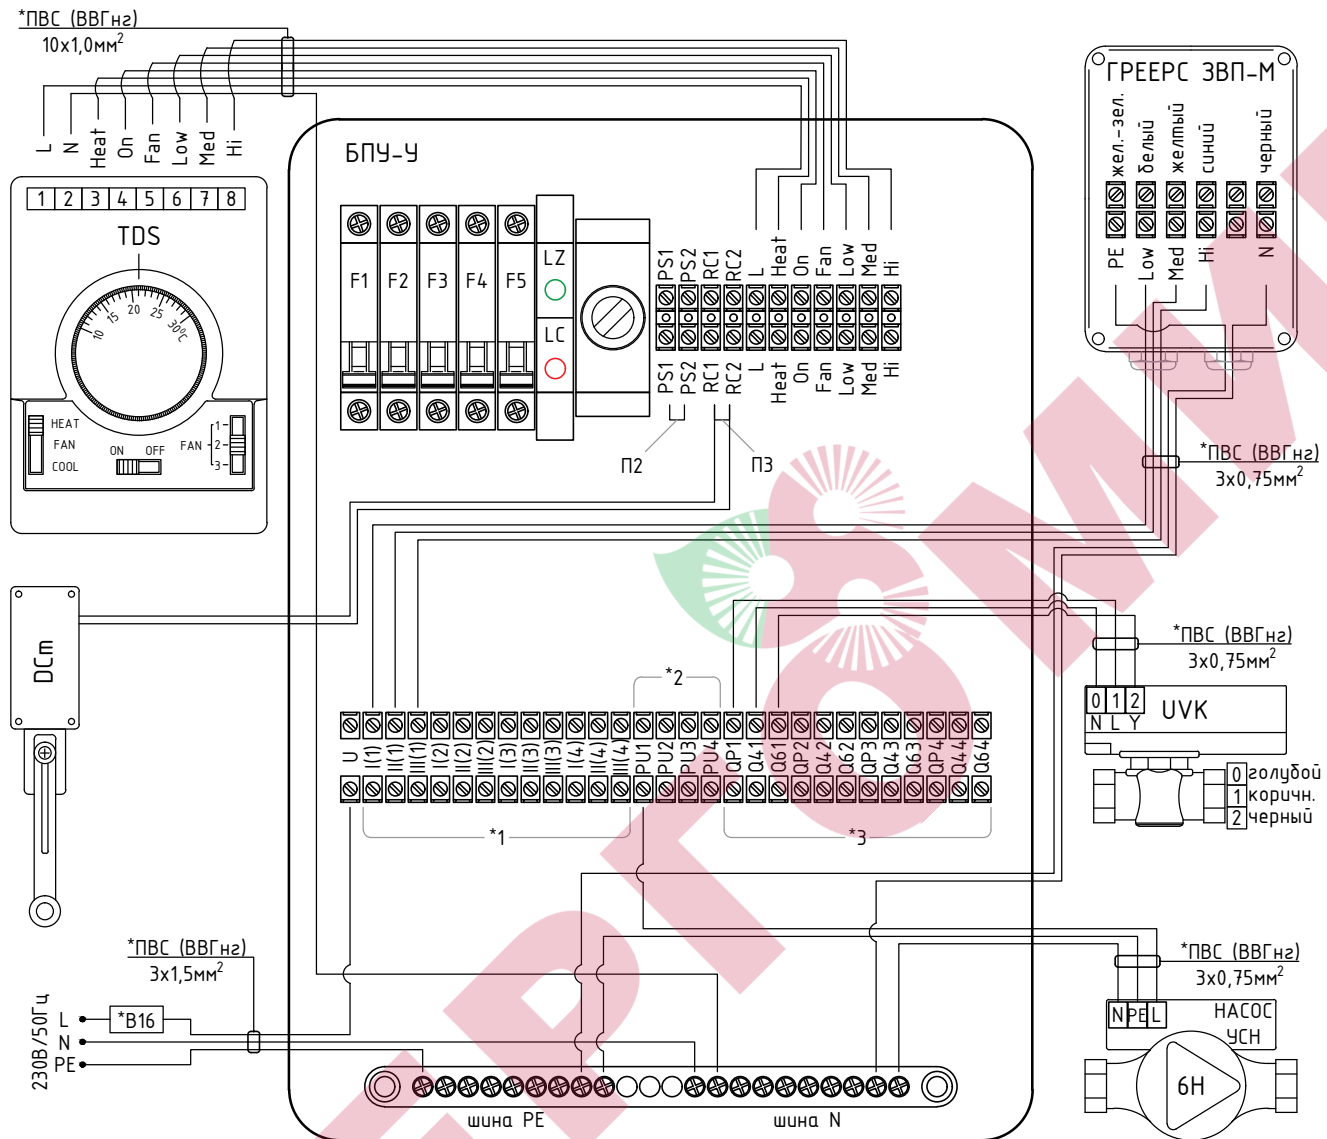 *ПВС (ВВГнг)
10х1,0мм²
L
N
Heat
On
Fan
Low
Med
Hi
1 2 3 4 5 6 7 8
TDS
10 15 20 25 30°С
HEAT
FAN
COOL
ON OFF
FAN
1
2
3
БПУ-У
F1 F2 F3 F4 F5
LZ
LC
PS1 PS2 RC1 RC2 L Heat On Fan Low Med Hi
PS1 PS2 RC1 RC2 L Heat On Fan Low Med Hi
П2
П3
ГРЕЕРС ЗВП-М
жел.-зел. белый желтый синий черный
PE Low Med Hi N
*ПВС (ВВГнг)
3х0,75мм²
DCm
*2
U I(1) II(1) III(1) I(2) II(2) III(2) I(3) II(3) III(3) I(4) II(4) III(4) PU1 PU2 PU3 PU4 QP1 Q41 Q61 QP2 Q42 Q62 QP3 Q43 Q63 QP4 Q44 Q64
*1
*3
*ПВС (ВВГнг)
3х0,75мм²
0 1 2
N L Y
UVK
0 голубой
1 коричн.
2 черный
*ПВС (ВВГнг)
3х1,5мм²
230В/50Гц
L
N
PE
*В16
шина PE
шина N
*ПВС (ВВГнг)
3х0,75мм²
N PE L
НАСОС
УСН
6Н